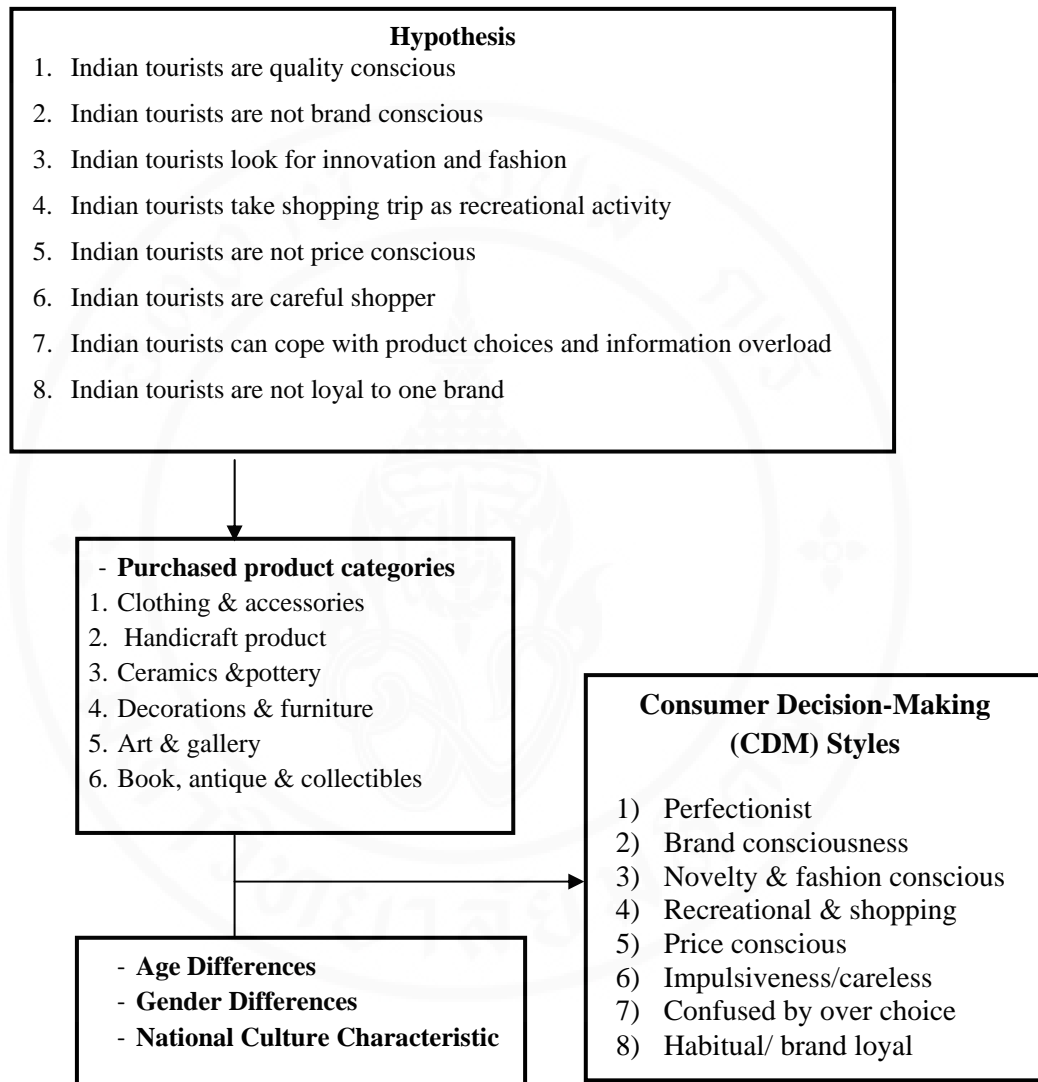 Hypothesis
1. Indian tourists are quality conscious
2. Indian tourists are not brand conscious
3. Indian tourists look for innovation and fashion
4. Indian tourists take shopping trip as recreational activity
5. Indian tourists are not price conscious
6. Indian tourists are careful shopper
7. Indian tourists can cope with product choices and information overload
8. Indian tourists are not loyal to one brand
- Purchased product categories
1. Clothing & accessories
2. Handicraft product
3. Ceramics &pottery
4. Decorations & furniture
5. Art & gallery
6. Book, antique & collectibles
- Age Differences
- Gender Differences
- National Culture Characteristic
Consumer Decision-Making
(CDM) Styles
1) Perfectionist
2) Brand consciousness
3) Novelty & fashion conscious
4) Recreational & shopping
5) Price conscious
6) Impulsiveness/careless
7) Confused by over choice
8) Habitual/ brand loyal